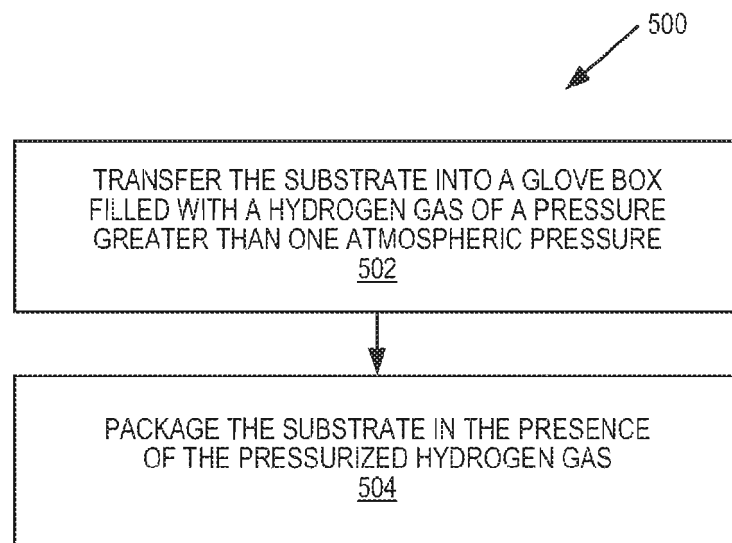 500
TRANSFER THE SUBSTRATE INTO A GLOVE BOX
FILLED WITH A HYDROGEN GAS OF A PRESSURE
GREATER THAN ONE ATMOSPHERIC PRESSURE
502
PACKAGE THE SUBSTRATE IN THE PRESENCE
OF THE PRESSURIZED HYDROGEN GAS
504